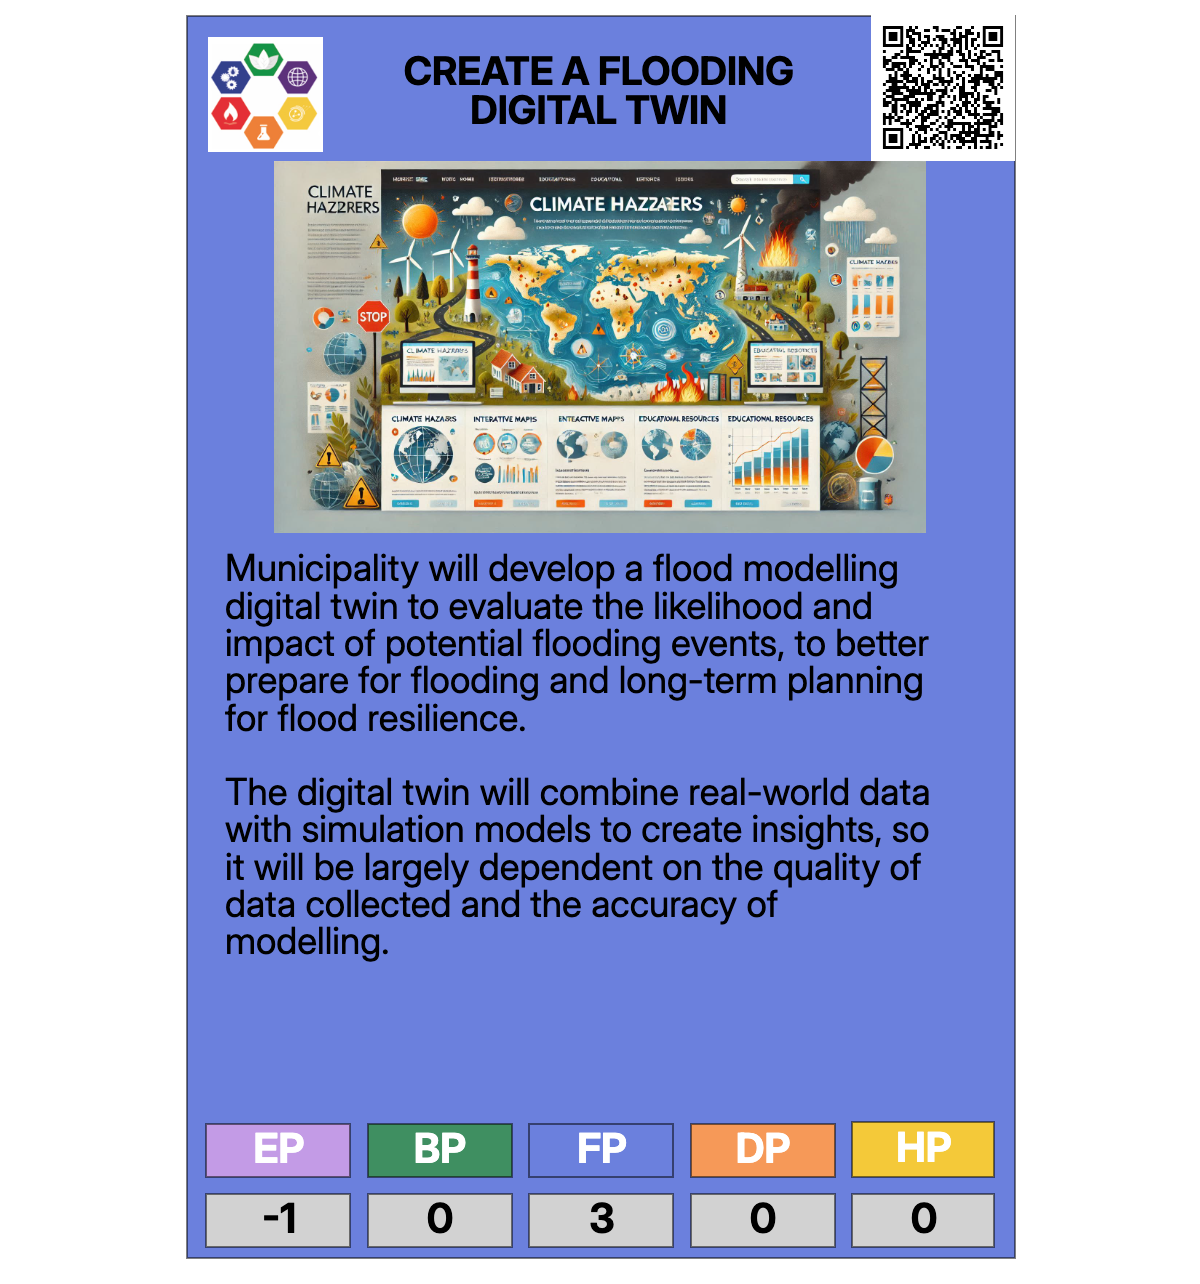 CREATE A FLOODING
DIGITAL TWIN
CLIMATE
HAZ2RERS
CLIMATE HAZZAERS
STOP
CLIMATE HAZARS
INTERATIVE MAPS
EDUCATIONAL RESOURCES
EDUCATIONAL RESOURCES
Municipality will develop a flood modelling
digital twin to evaluate the likelihood and
impact of potential flooding events, to better
prepare for flooding and long-term planning
for flood resilience.
The digital twin will combine real-world data
with simulation models to create insights, so
it will be largely dependent on the quality of
data collected and the accuracy of
modelling.
EP BP FP DP HP
-1 0 3 0 0